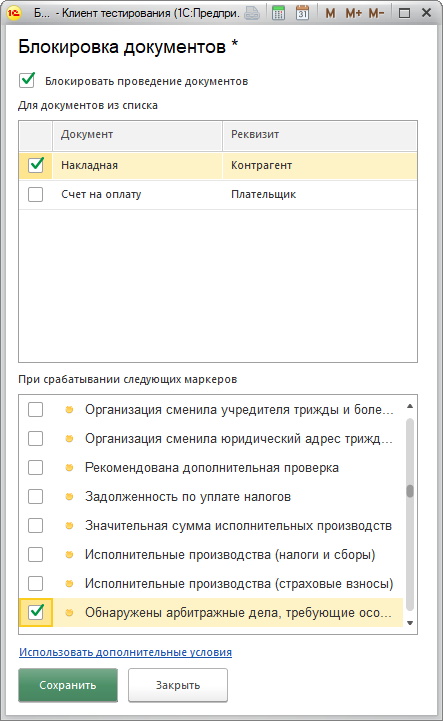 Б... - Клиент тестирования (1С:Предпри. M M+ M-
Блокировка документов *
Блокировать проведение документов
Для документов из списка
Документ Реквизит
Накладная Контрагент
Счет на оплату Плательщик
При срабатывании следующих маркеров
Организация сменила учредителя трижды и боле...
Организация сменила юридический адрес трижд...
Рекомендована дополнительная проверка
Задолженность по уплате налогов
Значительная сумма исполнительных производств
Исполнительные производства (налоги и сборы)
Исполнительные производства (страховые взносы)
Обнаружены арбитражные дела, требующие осо...
Использовать дополнительные условия
Сохранить Закрыть